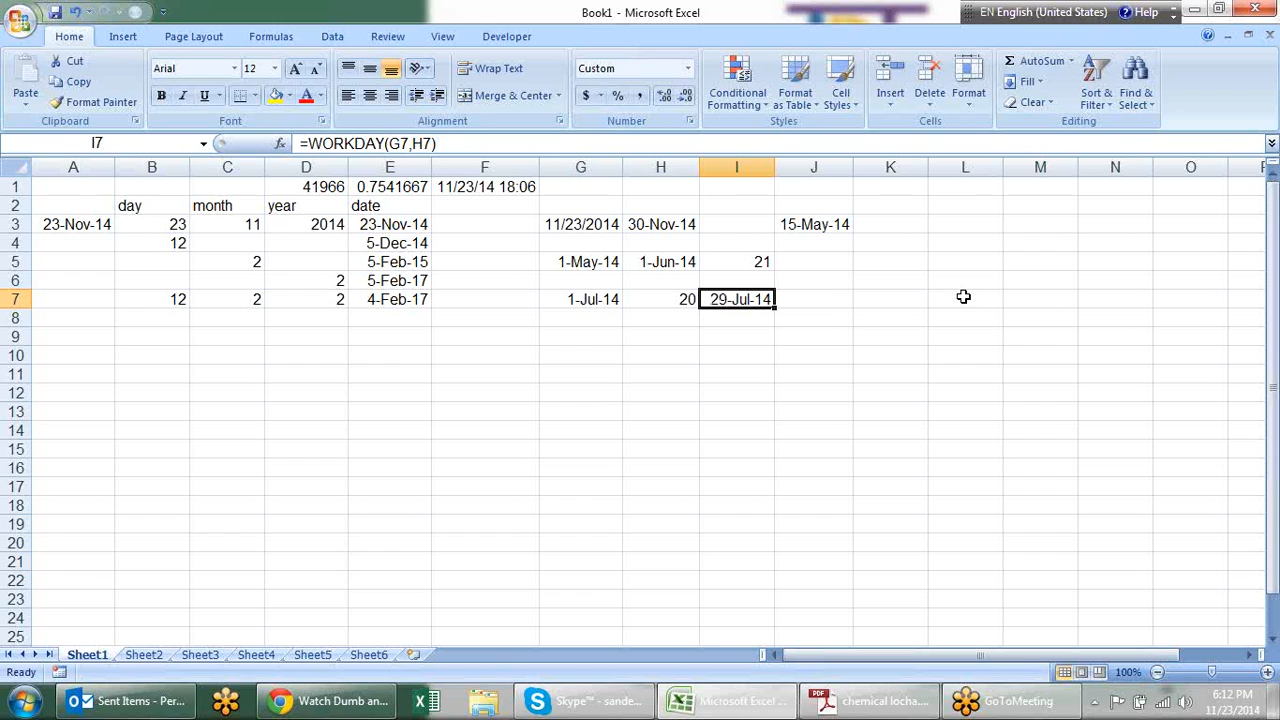 Book1 - Microsoft Excel
EN English (United States)
Help
Home
Insert
Page Layout
Formulas
Data
Review
View
Developer
Paste
Cut
Copy
Format Painter
Clipboard
Arial
12
B I U
A
Font
Wrap Text
Merge & Center
Alignment
Custom
$ % ,
Number
Conditional
Formatting
Format
as Table
Cell
Styles
Styles
Insert
Delete
Format
Cells
AutoSum
Fill
Clear
Sort &
Filter
Find &
Select
Editing
I7
fx
=WORKDAY(G7,H7)
A B C D E F G H I J K L M N O
1 41966 0.7541667 11/23/14 18:06
2 day month year date
3 23-Nov-14 23 11 2014 23-Nov-14 11/23/2014 30-Nov-14 15-May-14
4 12 5-Dec-14
5 2 5-Feb-15 1-May-14 1-Jun-14 21
6 2 5-Feb-17
7 12 2 2 4-Feb-17 1-Jul-14 20 29-Jul-14
8
9
10
11
12
13
14
15
16
17
18
19
20
21
22
23
24
25
Sheet1 Sheet2 Sheet3 Sheet4 Sheet5 Sheet6
Ready
100%
Sent Items - Per...
Watch Dumb an...
Skype™ - sande...
Microsoft Excel ...
chemical locha....
GoToMeeting
6:12 PM
11/23/2014